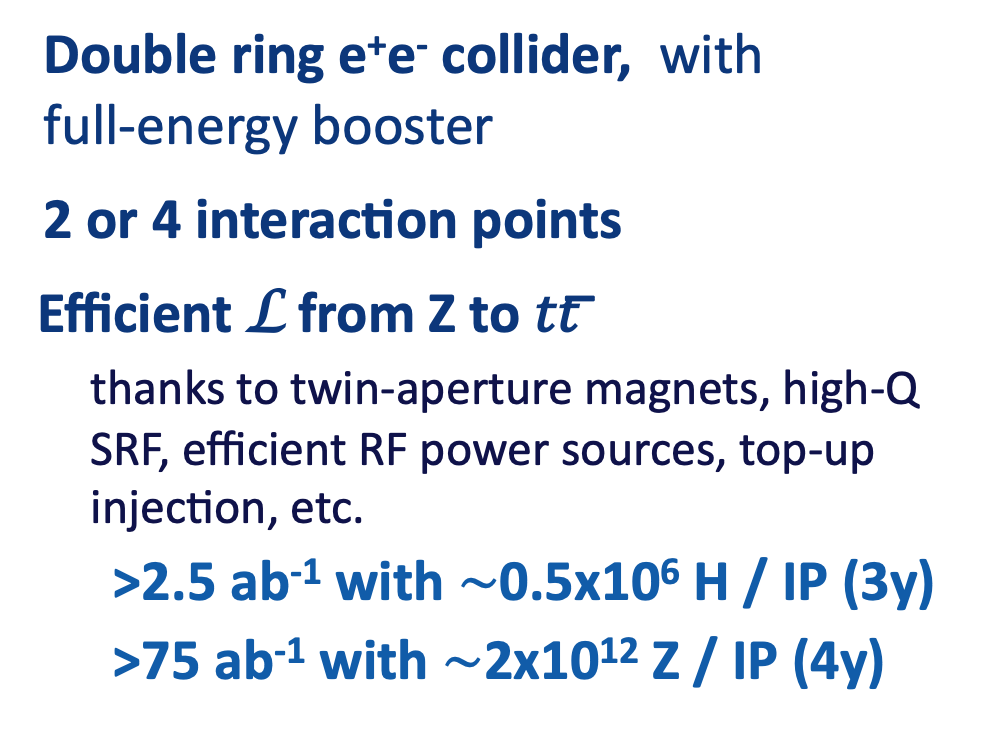 Double ring e⁺e⁻ collider, with
full-energy booster
2 or 4 interaction points
Efficient ℒ from Z to 𝑡𝑡̅
thanks to twin-aperture magnets, high-Q
SRF, efficient RF power sources, top-up
injection, etc.
>2.5 ab⁻¹ with ~0.5x10⁶ H / IP (3y)
>75 ab⁻¹ with ~2x10¹² Z / IP (4y)